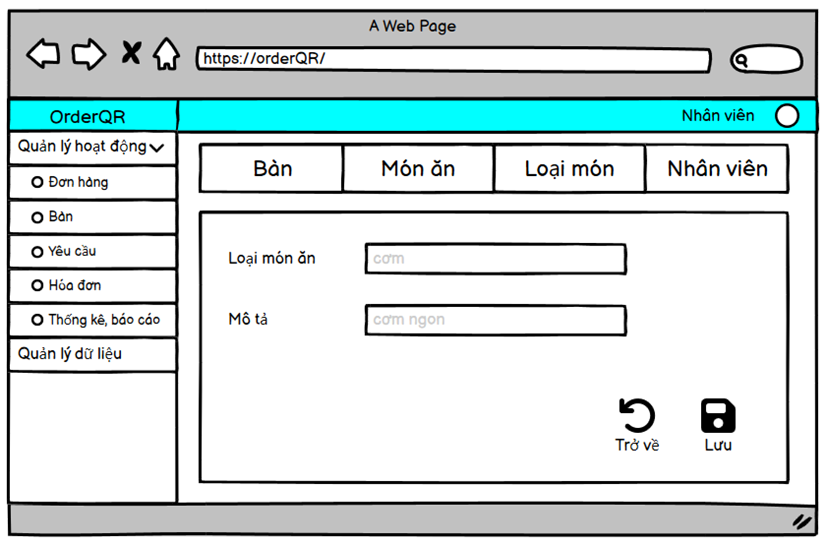 A Web Page
https://orderQR/
OrderQR
Nhân viên
Quản lý hoạt động
Đơn hàng
Bàn
Yêu cầu
Hóa đơn
Thống kê, báo cáo
Quản lý dữ liệu
Bàn
Món ăn
Loại món
Nhân viên
Loại món ăn
cơm
Mô tả
cơm ngon
Trở về
Lưu